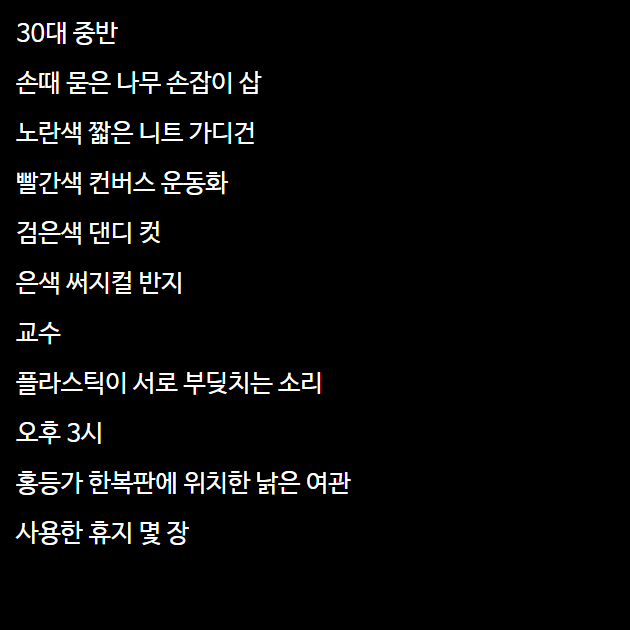 30대 중반
손때 묻은 나무 손잡이 삽
노란색 짧은 니트 가디건
빨간색 컨버스 운동화
검은색 댄디 컷
은색 써지컬 반지
교수
플라스틱이 서로 부딪치는 소리
오후 3시
홍등가 한복판에 위치한 낡은 여관
사용한 휴지 몇 장